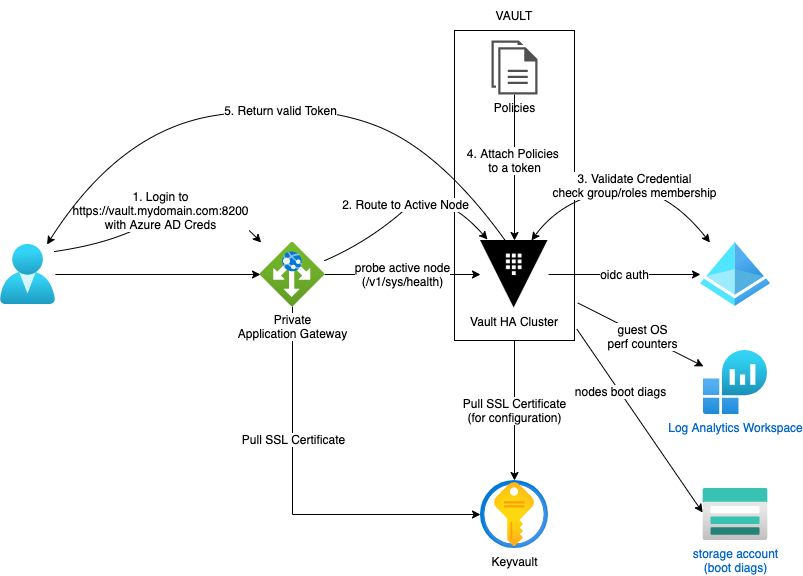 VAULT
Policies
5. Return valid Token
4. Attach Policies
to a token
3. Validate Credential
check group/roles membership
1. Login to
https://vault.mydomain.com:8200
with Azure AD Creds
2. Route to Active Node
probe active node
(/v1/sys/health)
oidc auth
Private
Application Gateway
Vault HA Cluster
guest OS
perf counters
nodes boot diags
Pull SSL Certificate
(for configuration)
Log Analytics Workspace
Pull SSL Certificate
Keyvault
storage account
(boot diags)